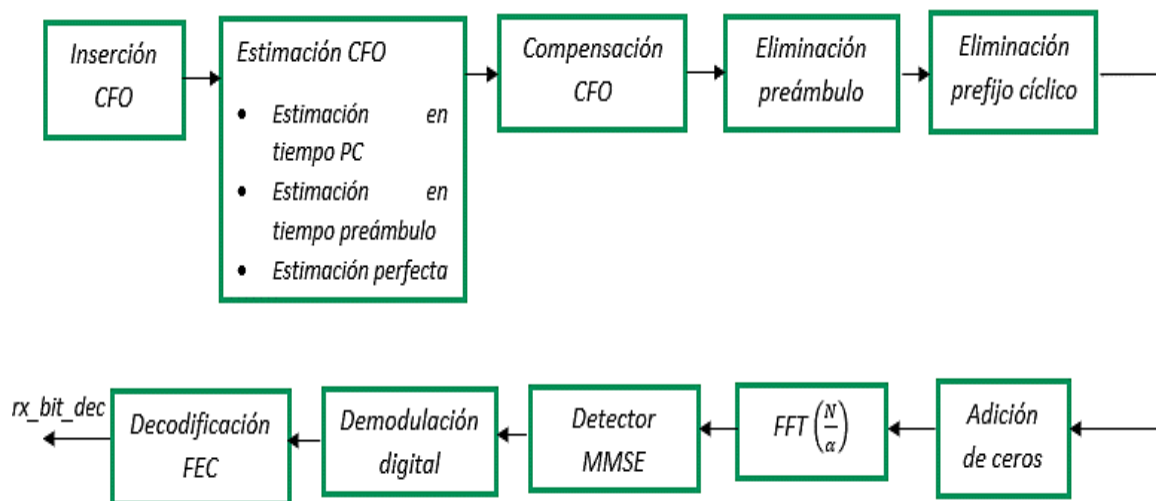 Inserción
CFO
Estimación CFO
• Estimación en
tiempo PC
• Estimación en
tiempo preámbulo
• Estimación perfecta
Compensación
CFO
Eliminación
preámbulo
Eliminación
prefijo cíclico
Adición
de ceros
FFT (N/α)
Detector
MMSE
Demodulación
digital
Decodificación
FEC
rx_bit_dec